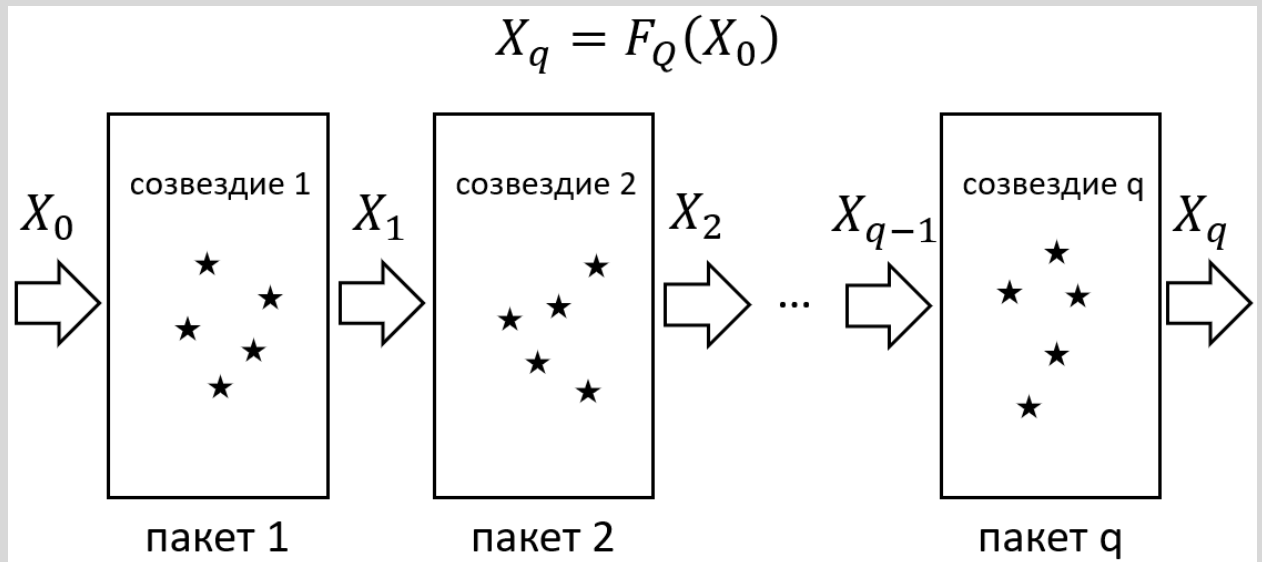 X_q = F_Q(X_0)
созвездие 1 созвездие 2 созвездие q
X_0 X_1 X_2 X_{q-1} X_q
...
пакет 1 пакет 2 пакет q